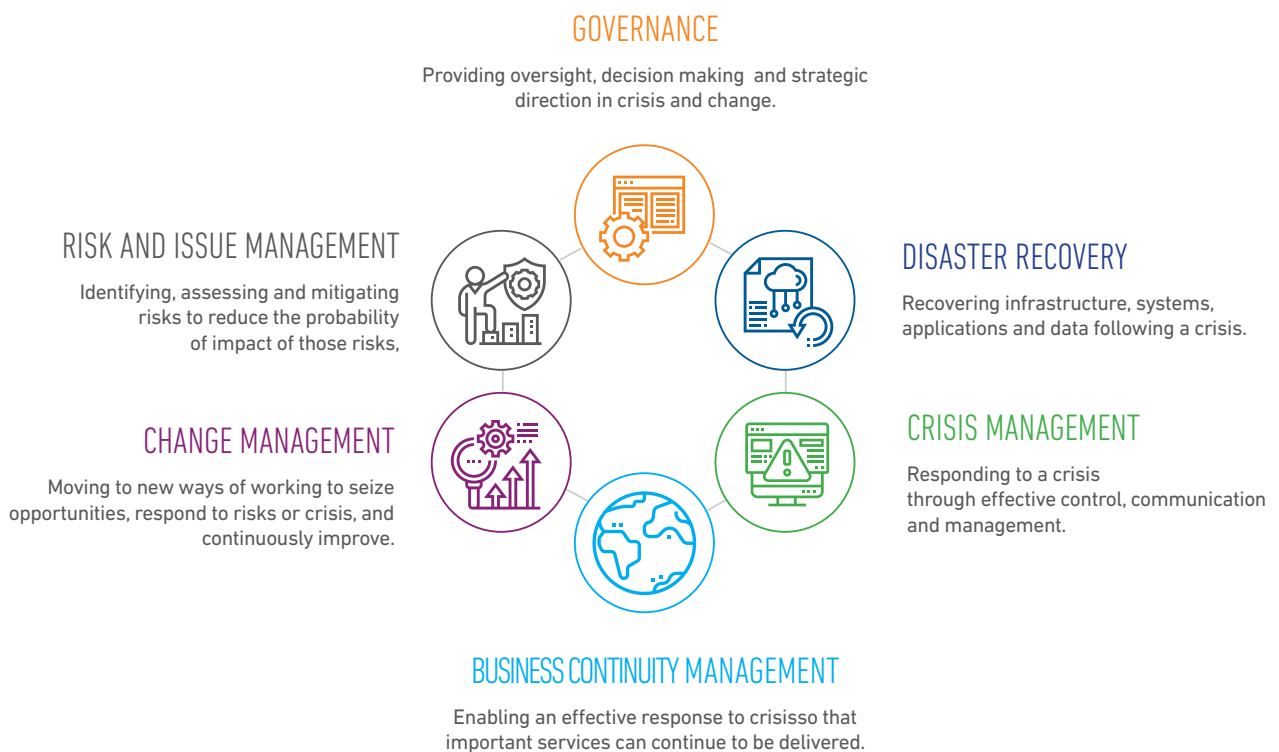 GOVERNANCE
Providing oversight, decision making and strategic
direction in crisis and change.
RISK AND ISSUE MANAGEMENT
Identifying, assessing and mitigating
risks to reduce the probability
of impact of those risks,
DISASTER RECOVERY
Recovering infrastructure, systems,
applications and data following a crisis.
CHANGE MANAGEMENT
Moving to new ways of working to seize
opportunities, respond to risks or crisis, and
continuously improve.
CRISIS MANAGEMENT
Responding to a crisis
through effective control, communication
and management.
BUSINESS CONTINUITY MANAGEMENT
Enabling an effective response to crisisso that
important services can continue to be delivered.